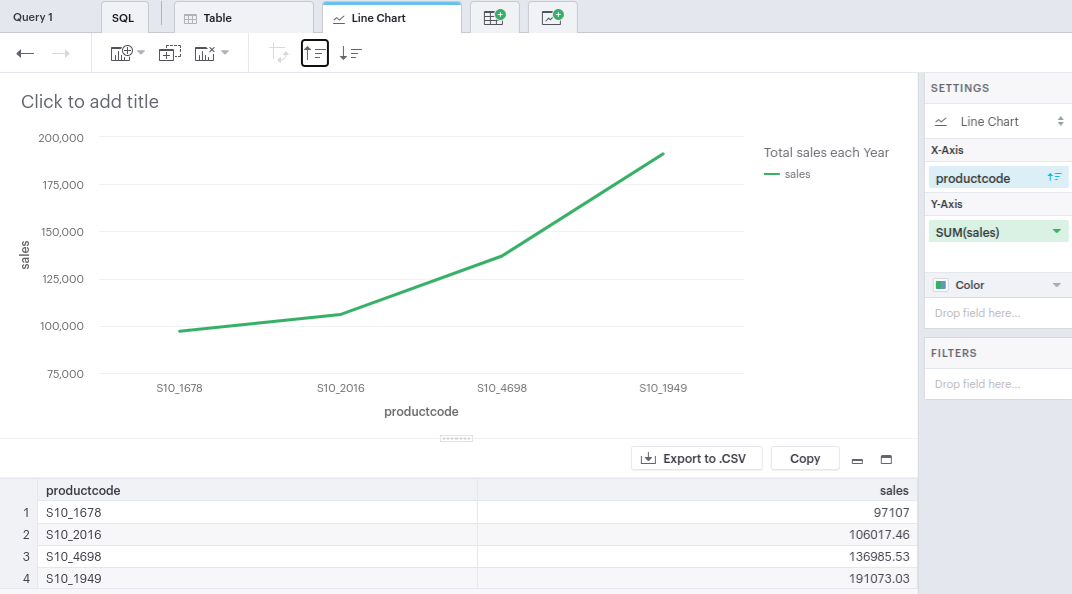 Query 1
SQL
Table
Line Chart
Click to add title
200,000
175,000
150,000
125,000
100,000
75,000
sales
S10_1678
S10_2016
S10_4698
S10_1949
productcode
Total sales each Year
sales
SETTINGS
Line Chart
X-Axis
productcode
Y-Axis
SUM(sales)
Color
Drop field here...
FILTERS
Drop field here...
Export to .CSV
Copy
productcode sales
1 S10_1678 97107
2 S10_2016 106017.46
3 S10_4698 136985.53
4 S10_1949 191073.03